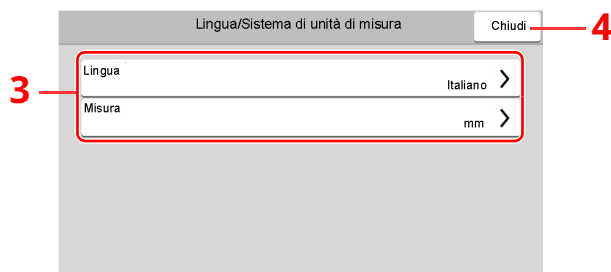 Lingua/Sistema di unità di misura
Chiudi
4
3
Lingua
Italiano
Misura
mm